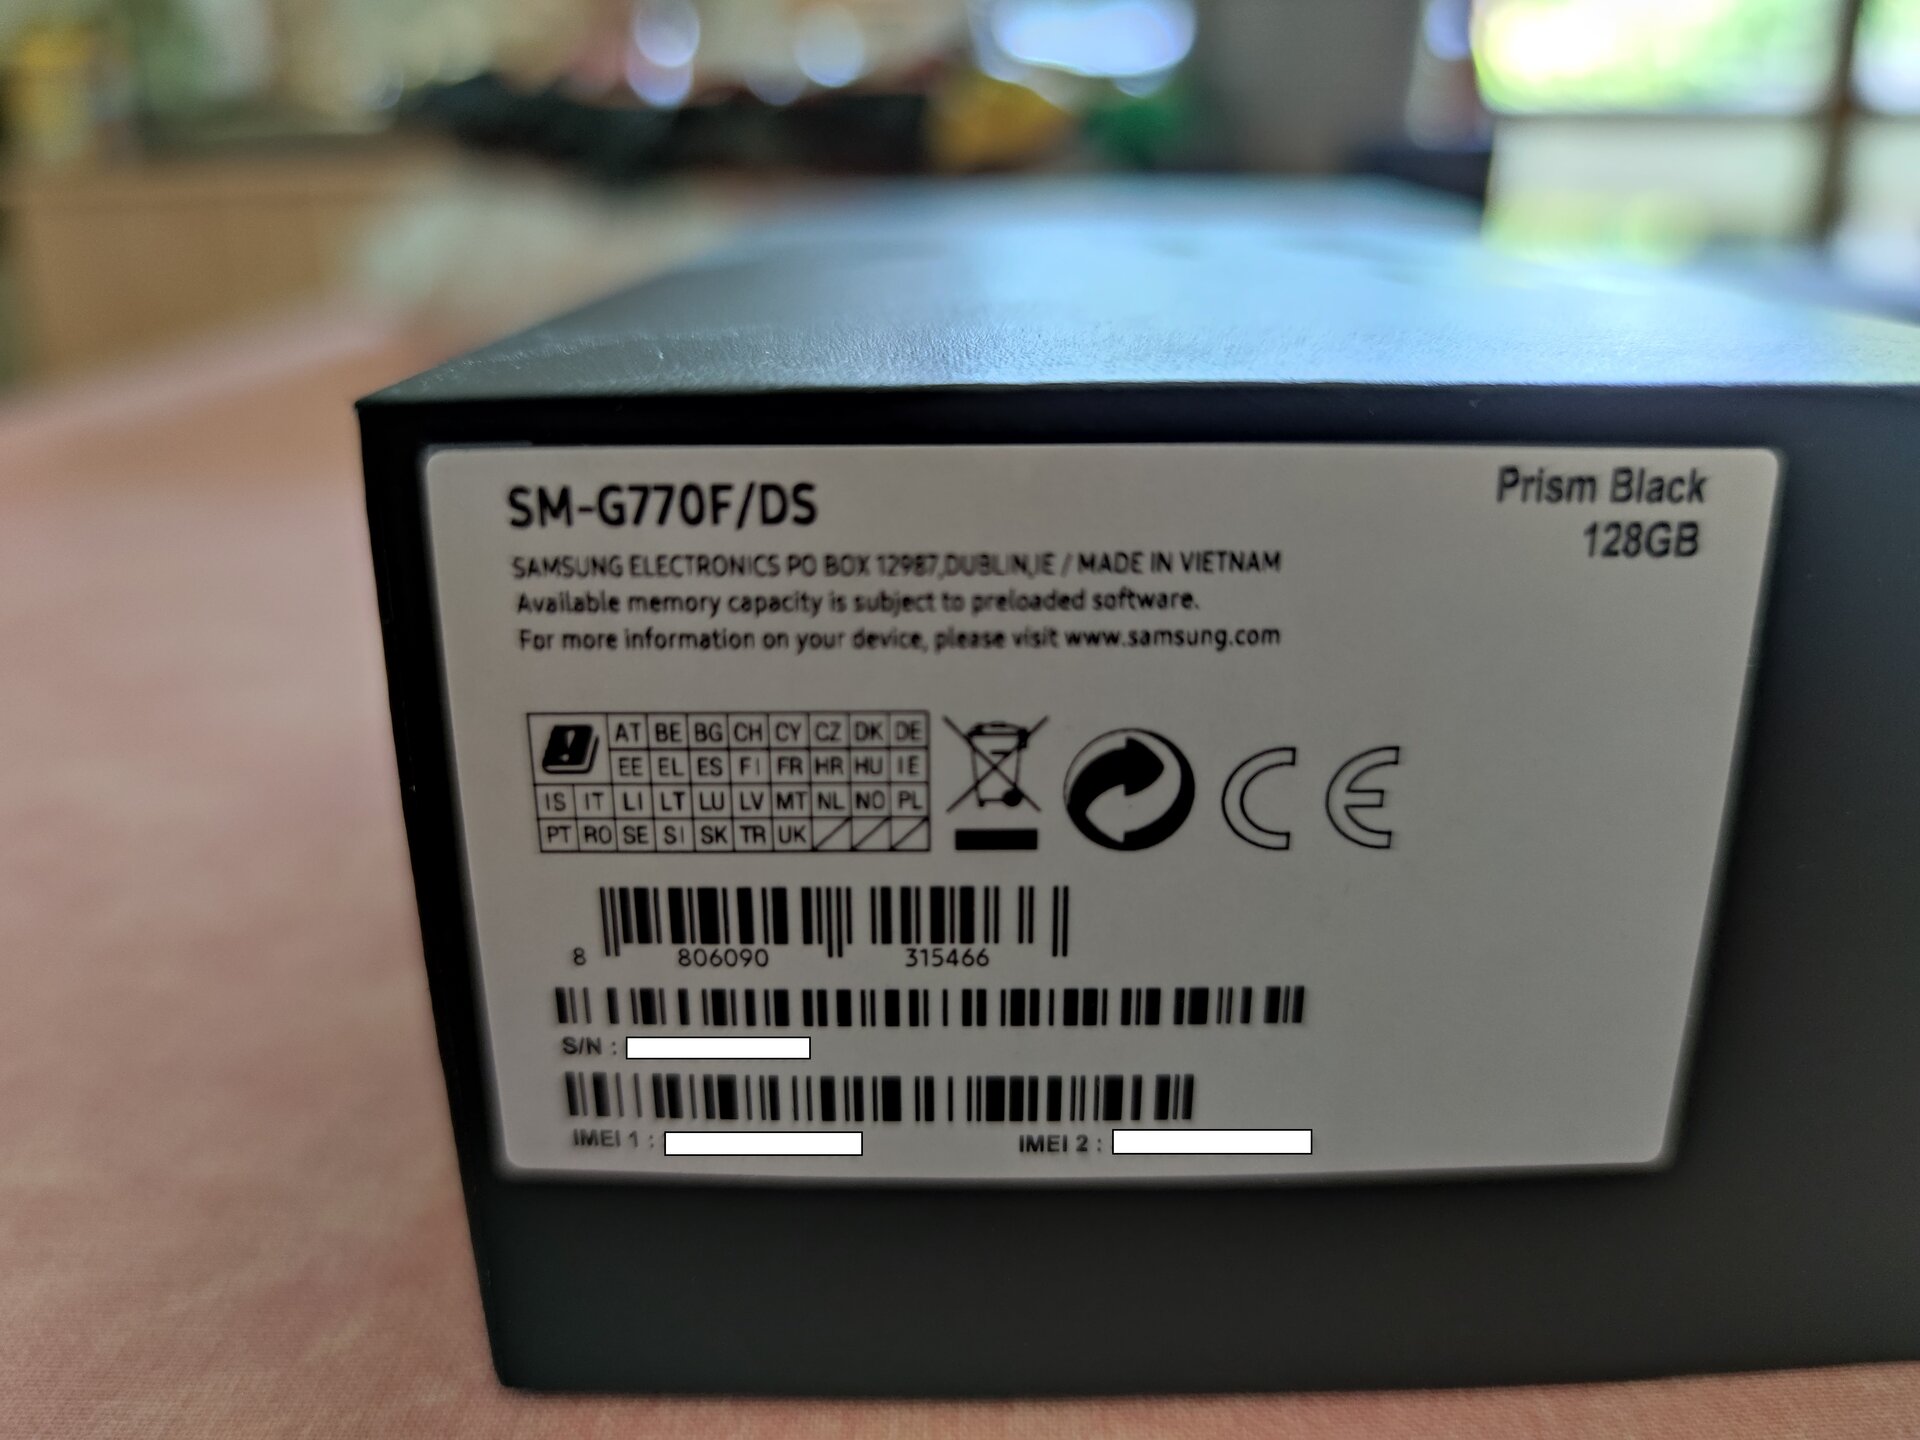 SM-G770F/DS
Prism Black
128GB
SAMSUNG ELECTRONICS PO BOX 12987,DUBLIN,IE / MADE IN VIETNAM
Available memory capacity is subject to preloaded software.
For more information on your device, please visit www.samsung.com
AT BE BG CH CY CZ DK DE
EE EL ES FI FR HR HU IE
IS IT LI LT LU LV MT NL NO PL
PT RO SE SI SK TR UK
CE
8 806090 315466
S/N :
IMEI 1 :
IMEI 2 :